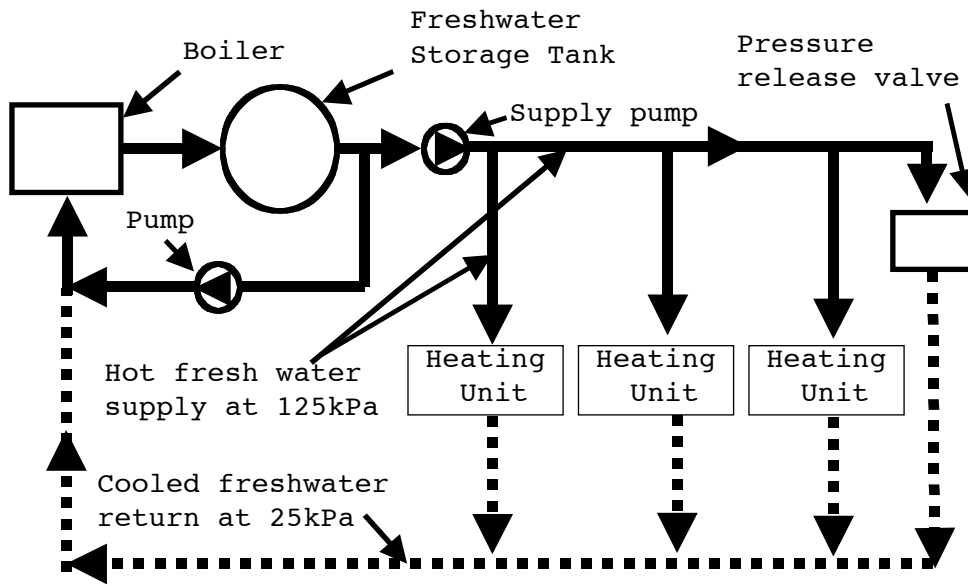 Freshwater
Storage Tank
Boiler
Pressure
release valve
Supply pump
Pump
Hot fresh water
supply at 125kPa
Heating
Unit
Heating
Unit
Heating
Unit
Cooled freshwater
return at 25kPa